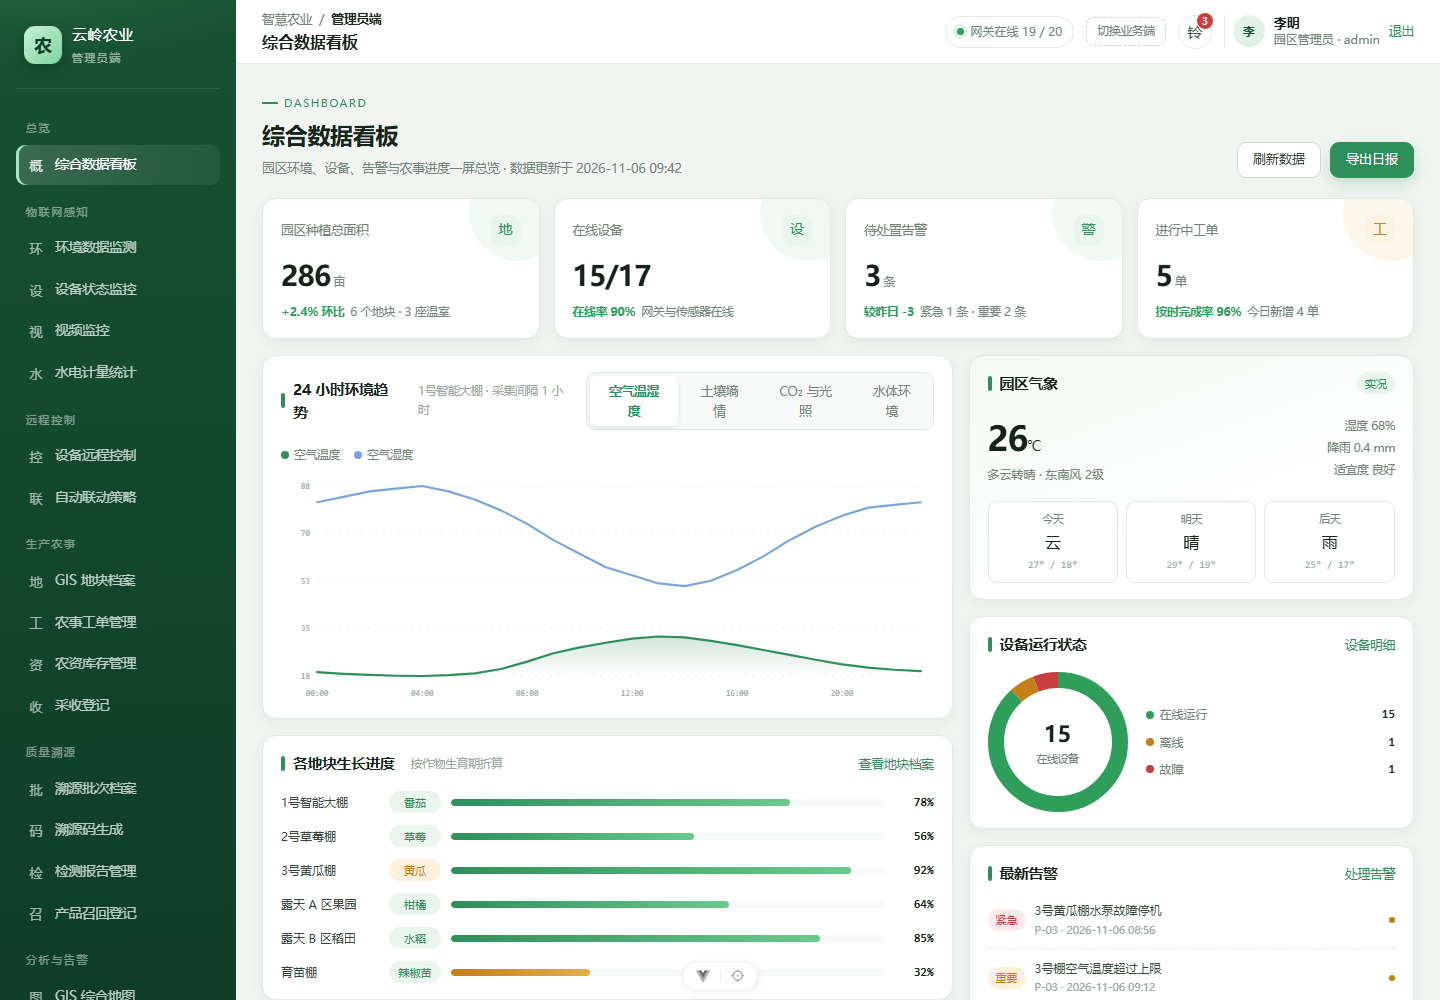 农
云岭农业
管理员端
总览
概 综合数据看板
物联网感知
环 环境数据监测
设 设备状态监控
视 视频监控
水 水电计量统计
远程控制
控 设备远程控制
联 自动联动策略
生产农事
地 GIS 地块档案
工 农事工单管理
资 农资库存管理
收 采收登记
质量溯源
批 溯源批次档案
码 溯源码生成
检 检测报告管理
召 产品召回登记
分析与告警
图 GIS 综合地图
智慧农业 / 管理员端
综合数据看板
网关在线 19 / 20
切换业务端
铃 3
李
李明
园区管理员 · admin
退出
DASHBOARD
综合数据看板
园区环境、设备、告警与农事进度一屏总览 · 数据更新于 2026-11-06 09:42
刷新数据
导出日报
园区种植总面积
地
286 亩
+2.4% 环比 6 个地块 · 3 座温室
在线设备
设
15/17
在线率 90% 网关与传感器在线
待处置告警
警
3 条
较昨日 -3 紧急 1 条 · 重要 2 条
进行中工单
工
5 单
按时完成率 96% 今日新增 4 单
24 小时环境趋
势
1号智能大棚 · 采集间隔 1 小
时
空气温湿
度
土壤墒
情
CO₂ 与光
照
水体环
境
空气温度
空气湿度
88
70
53
35
18
00:00
04:00
08:00
12:00
16:00
20:00
园区气象
实况
26°C
多云转晴 · 东南风 2级
湿度 68%
降雨 0.4 mm
适宜度 良好
今天
云
27° / 18°
明天
晴
29° / 19°
后天
雨
25° / 17°
设备运行状态
设备明细
15
在线设备
在线运行 15
离线 1
故障 1
各地块生长进度
按作物生育期折算
查看地块档案
1号智能大棚 番茄 78%
2号草莓棚 草莓 56%
3号黄瓜棚 黄瓜 92%
露天 A 区果园 柑橘 64%
露天 B 区稻田 水稻 85%
育苗棚 辣椒苗 32%
最新告警
处理告警
紧急
3号黄瓜棚水泵故障停机
P-03 · 2026-11-06 08:56
重要
3号棚空气温度超过上限
P-03 · 2026-11-06 09:12